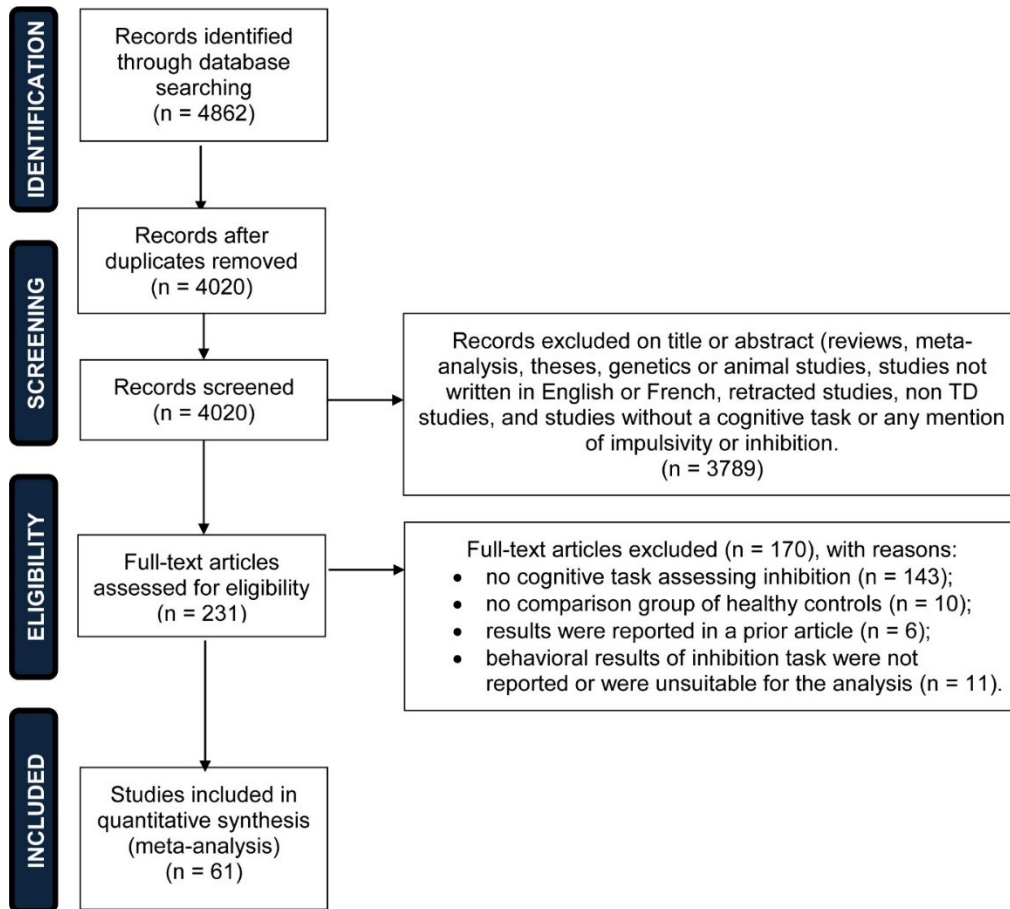 IDENTIFICATION
Records identified
through database
searching
(n = 4862)
Records after
duplicates removed
(n = 4020)
SCREENING
Records screened
(n = 4020)
Records excluded on title or abstract (reviews, meta-
analysis, theses, genetics or animal studies, studies not
written in English or French, retracted studies, non TD
studies, and studies without a cognitive task or any mention
of impulsivity or inhibition.
(n = 3789)
ELIGIBILITY
Full-text articles
assessed for eligibility
(n = 231)
Full-text articles excluded (n = 170), with reasons:
• no cognitive task assessing inhibition (n = 143);
• no comparison group of healthy controls (n = 10);
• results were reported in a prior article (n = 6);
• behavioral results of inhibition task were not
reported or were unsuitable for the analysis (n = 11).
INCLUDED
Studies included in
quantitative synthesis
(meta-analysis)
(n = 61)